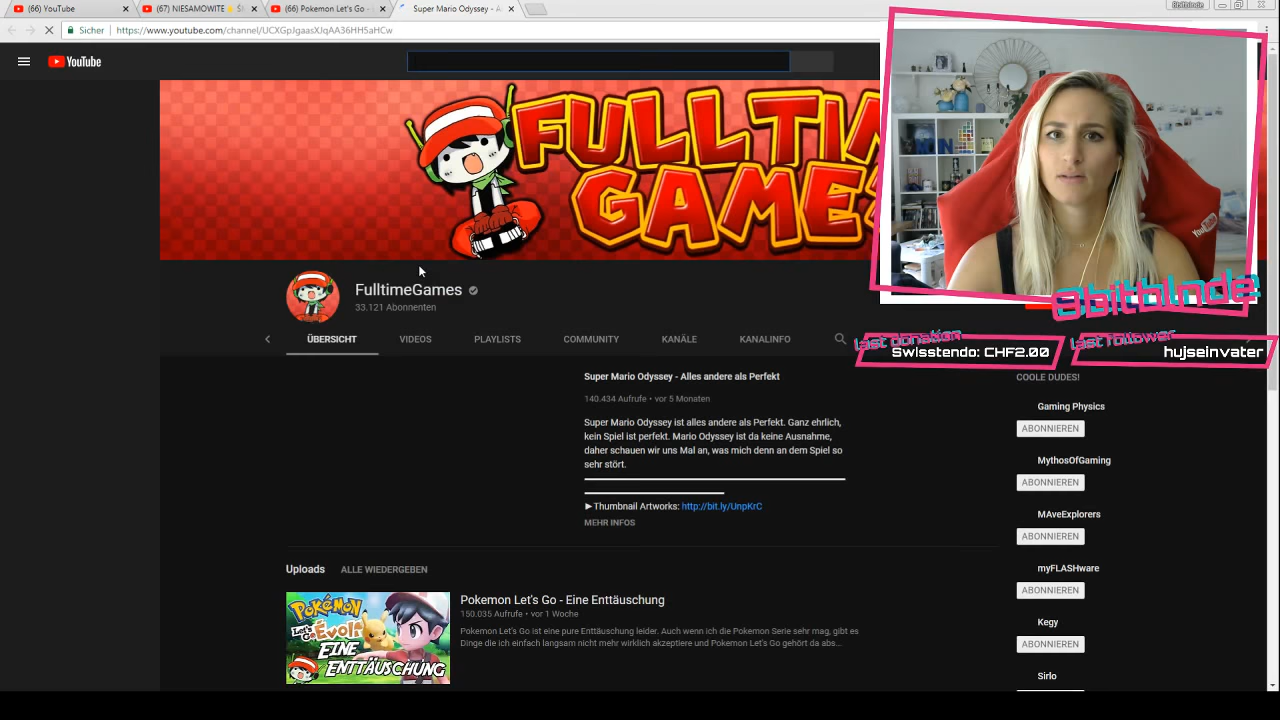 (66) YouTube
(67) NIESAMOWITE
(66) Pokemon Let's Go -
Super Mario Odyssey - A
8bitblnde
Sicher
https://www.youtube.com/channel/UCXGpJgaasXJqAA36HH5aHCw
YouTube
FULLTIM
GAMES
FulltimeGames
33.121 Abonnenten
ÜBERSICHT
VIDEOS
PLAYLISTS
COMMUNITY
KANÄLE
KANALINFO
YouTube
8bitblnde
last donation
Swisstendo: CHF2.00
last follower
hujseinvater
Super Mario Odyssey - Alles andere als Perfekt
140.434 Aufrufe • vor 5 Monaten
Super Mario Odyssey ist alles andere als Perfekt. Ganz ehrlich,
kein Spiel ist perfekt. Mario Odyssey ist da keine Ausnahme,
daher schauen wir uns Mal an, was mich denn an dem Spiel so
sehr stört.
►Thumbnail Artworks: http://bit.ly/UnpKrC
MEHR INFOS
COOLE DUDES!
Gaming Physics
ABONNIEREN
MythosOfGaming
ABONNIEREN
MAveExplorers
ABONNIEREN
myFLASHware
ABONNIEREN
Kegy
ABONNIEREN
Sirlo
Uploads
ALLE WIEDERGEBEN
POKéMON
Let's Go
Evoli
EINE
ENTTÄUSCHUNG
Pokemon Let's Go - Eine Enttäuschung
150.035 Aufrufe • vor 1 Woche
Pokemon Let's Go ist eine pure Enttäuschung leider. Auch wenn ich die Pokemon Serie sehr mag, gibt es
Dinge die ich einfach langsam nicht mehr wirklich akzeptiere und Pokemon Let's Go gehört da abs...